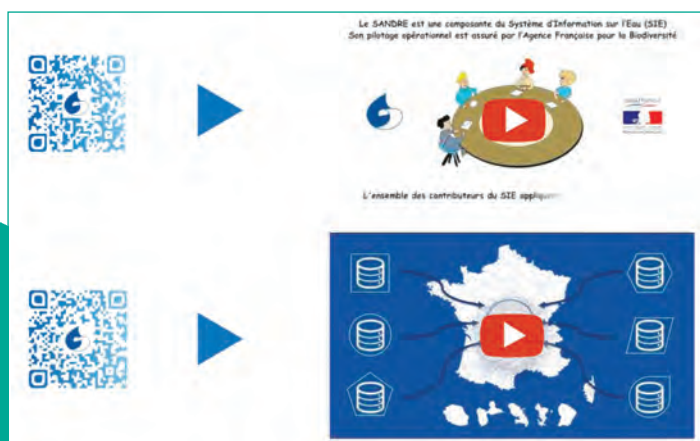 Le SANDRE est une composante du Système d'Information sur l'Eau (SIE)
Son pilotage opérationnel est assuré par l'Agence Française pour la Biodiversité
L'ensemble des contributeurs du SIE appliquent